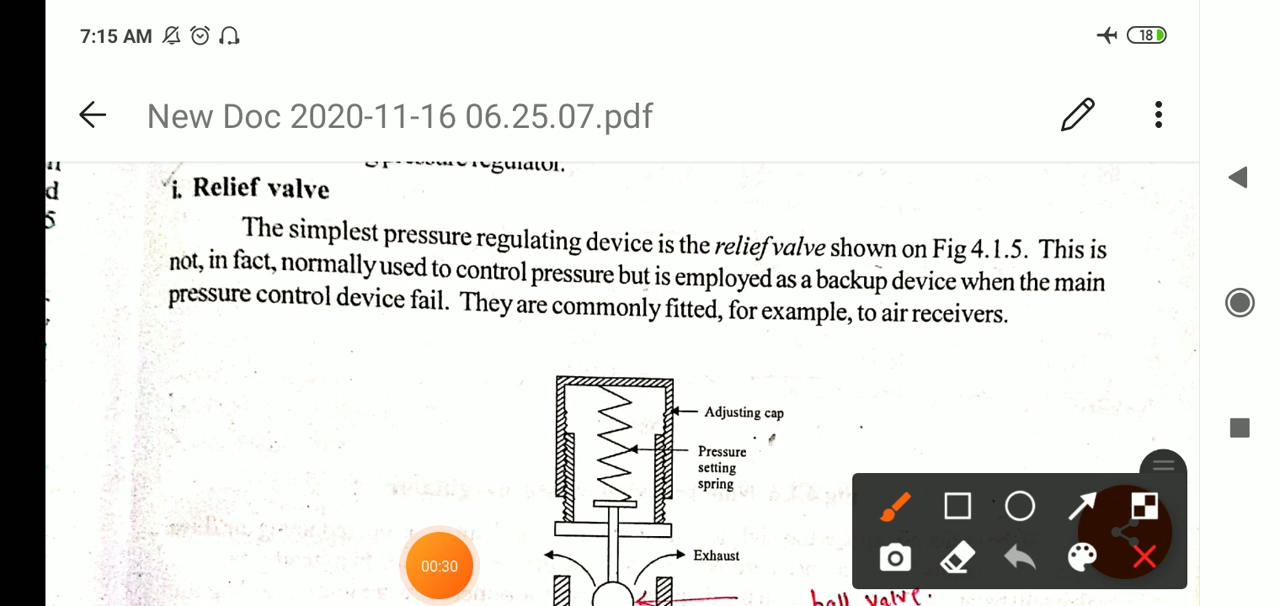 7:15 AM
18
New Doc 2020-11-16 06.25.07.pdf
regulator.
d
5
i. Relief valve
The simplest pressure regulating device is the relief valve shown on Fig 4.1.5. This is
not, in fact, normally used to control pressure but is employed as a backup device when the main
pressure control device fail. They are commonly fitted, for example, to air receivers.
Adjusting cap
Pressure
setting
spring
Exhaust
ball valve.
00:30